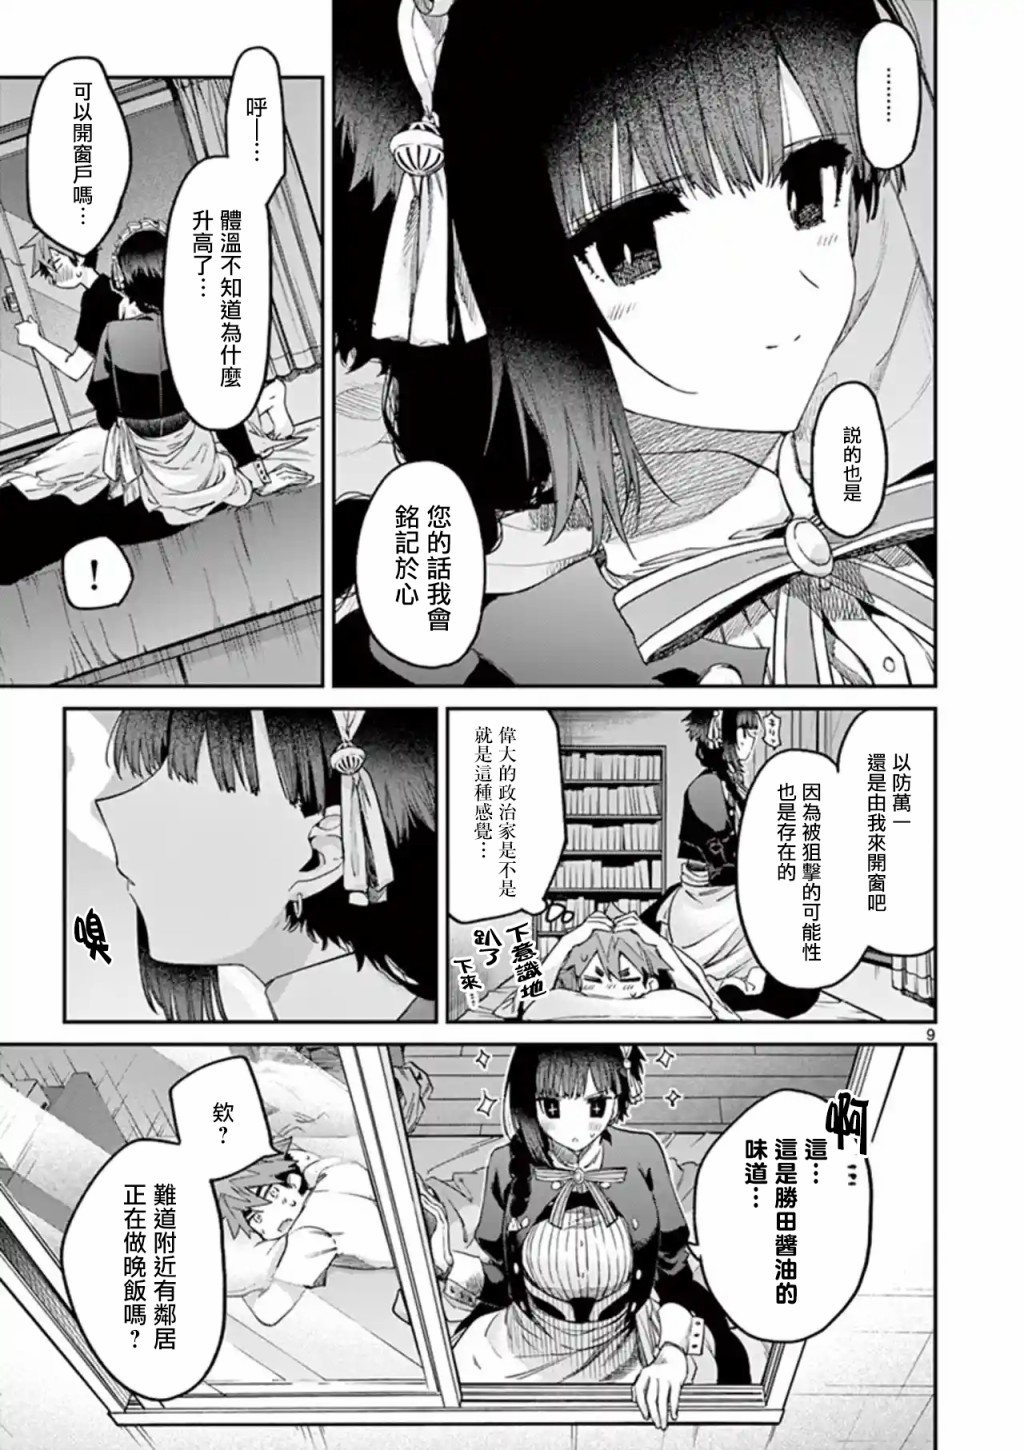 ………
說的也是
您的話我會
銘記於心
呼—…
體溫不知道為什麼
升高了…
可以開窗戶嗎…
！
以防萬一
還是由我來開窗吧
因為被狙擊的可能性
也是存在的
偉大的政治家是不是
就是這種感覺…
下意識地
趴了
下來…
嗅
9
啊…
這…
這是勝田醬油的
味道…
欸?
難道附近有鄰居
正在做晚飯嗎?